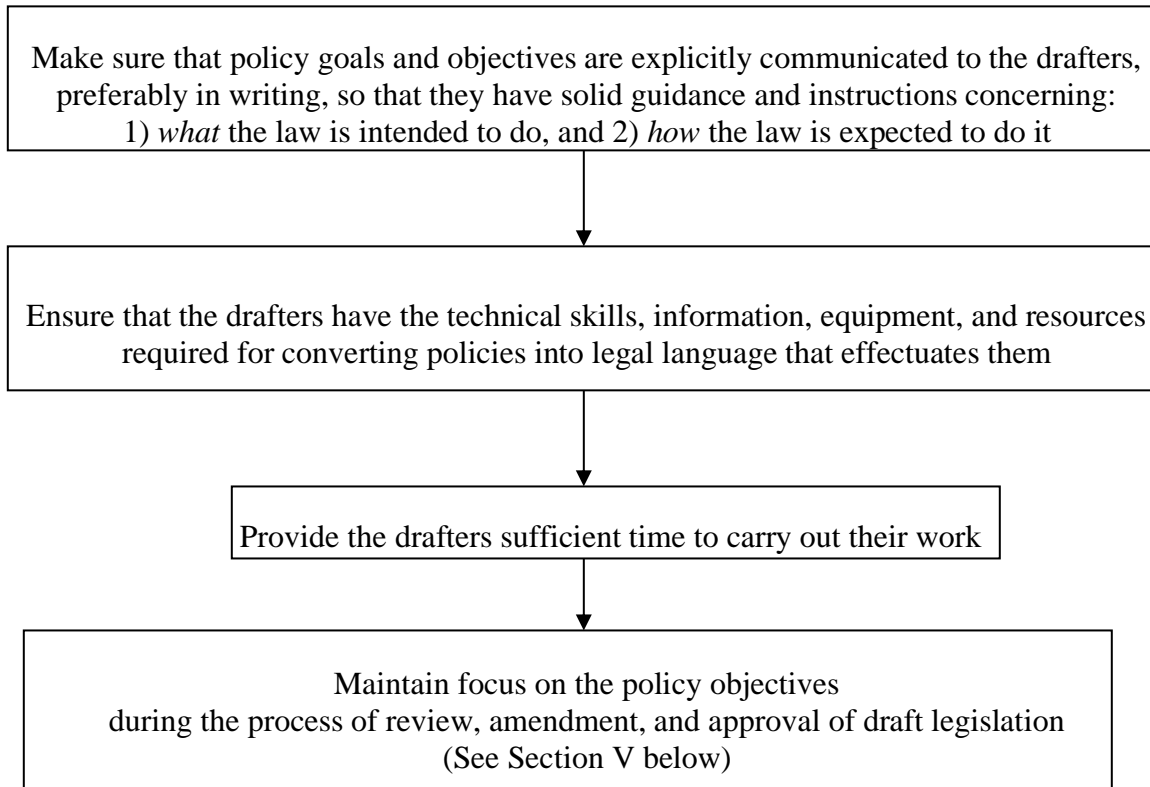 Make sure that policy goals and objectives are explicitly communicated to the drafters,
preferably in writing, so that they have solid guidance and instructions concerning:
1) what the law is intended to do, and 2) how the law is expected to do it
Ensure that the drafters have the technical skills, information, equipment, and resources
required for converting policies into legal language that effectuates them
Provide the drafters sufficient time to carry out their work
Maintain focus on the policy objectives
during the process of review, amendment, and approval of draft legislation
(See Section V below)